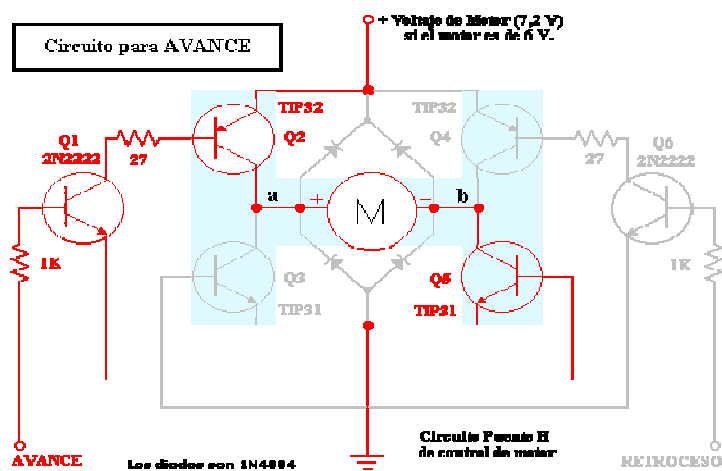 Circuito para AVANCE
+ Voltaje de Motor (7,2 V)
si el motor es de 6 V.
TIP32
TIP32
Q1
2N2222
27
Q2
Q4
27
Q6
2N2222
a
+
M
-
b
1K
Q3
Q5
1K
TIP31
TIP31
AVANCE
Los diodos son 1N4004
Circuito Puente H
de control de motor
RETROCESO